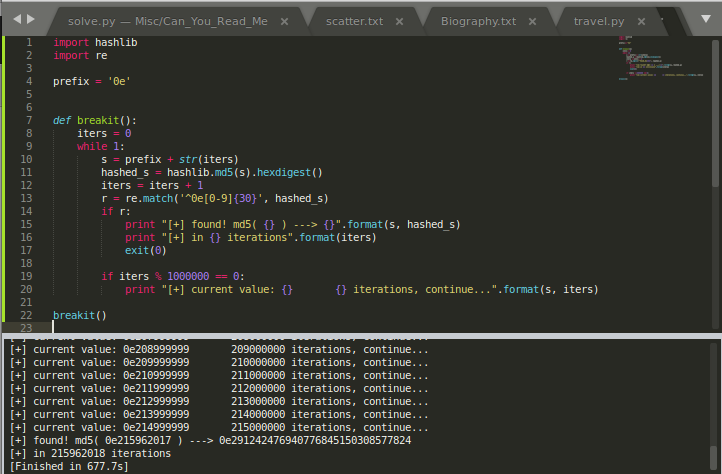 solve.py — Misc/Can_You_Read_Me × scatter.txt × Biography.txt × travel.py ×
1 import hashlib
2 import re
3
4 prefix = '0e'
5
6
7 def breakit():
8 iters = 0
9 while 1:
10 s = prefix + str(iters)
11 hashed_s = hashlib.md5(s).hexdigest()
12 iters = iters + 1
13 r = re.match('^0e[0-9]{30}', hashed_s)
14 if r:
15 print "[+] found! md5( {} ) ---> {}".format(s, hashed_s)
16 print "[+] in {} iterations".format(iters)
17 exit(0)
18
19 if iters % 1000000 == 0:
20 print "[+] current value: {} {} iterations, continue...".format(s, iters)
21
22 breakit()
23
[+] current value: 0e208999999 209000000 iterations, continue...
[+] current value: 0e209999999 210000000 iterations, continue...
[+] current value: 0e210999999 211000000 iterations, continue...
[+] current value: 0e211999999 212000000 iterations, continue...
[+] current value: 0e212999999 213000000 iterations, continue...
[+] current value: 0e213999999 214000000 iterations, continue...
[+] current value: 0e214999999 215000000 iterations, continue...
[+] found! md5( 0e215962017 ) ---> 0e291242476940776845150308577824
[+] in 215962018 iterations
[Finished in 677.7s]